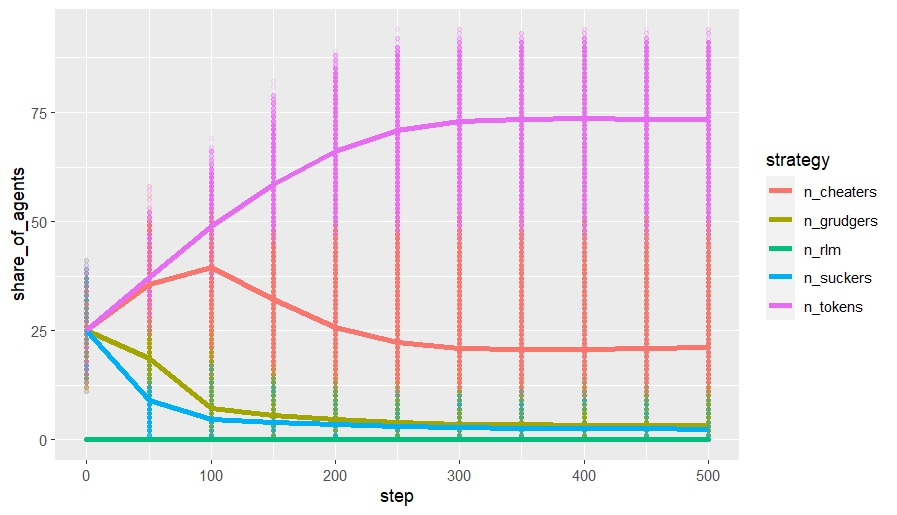 share_of_agents
75
50
25
0
0
100
200
300
400
500
step
strategy
n_cheaters
n_grudgers
n_rlm
n_suckers
n_tokens